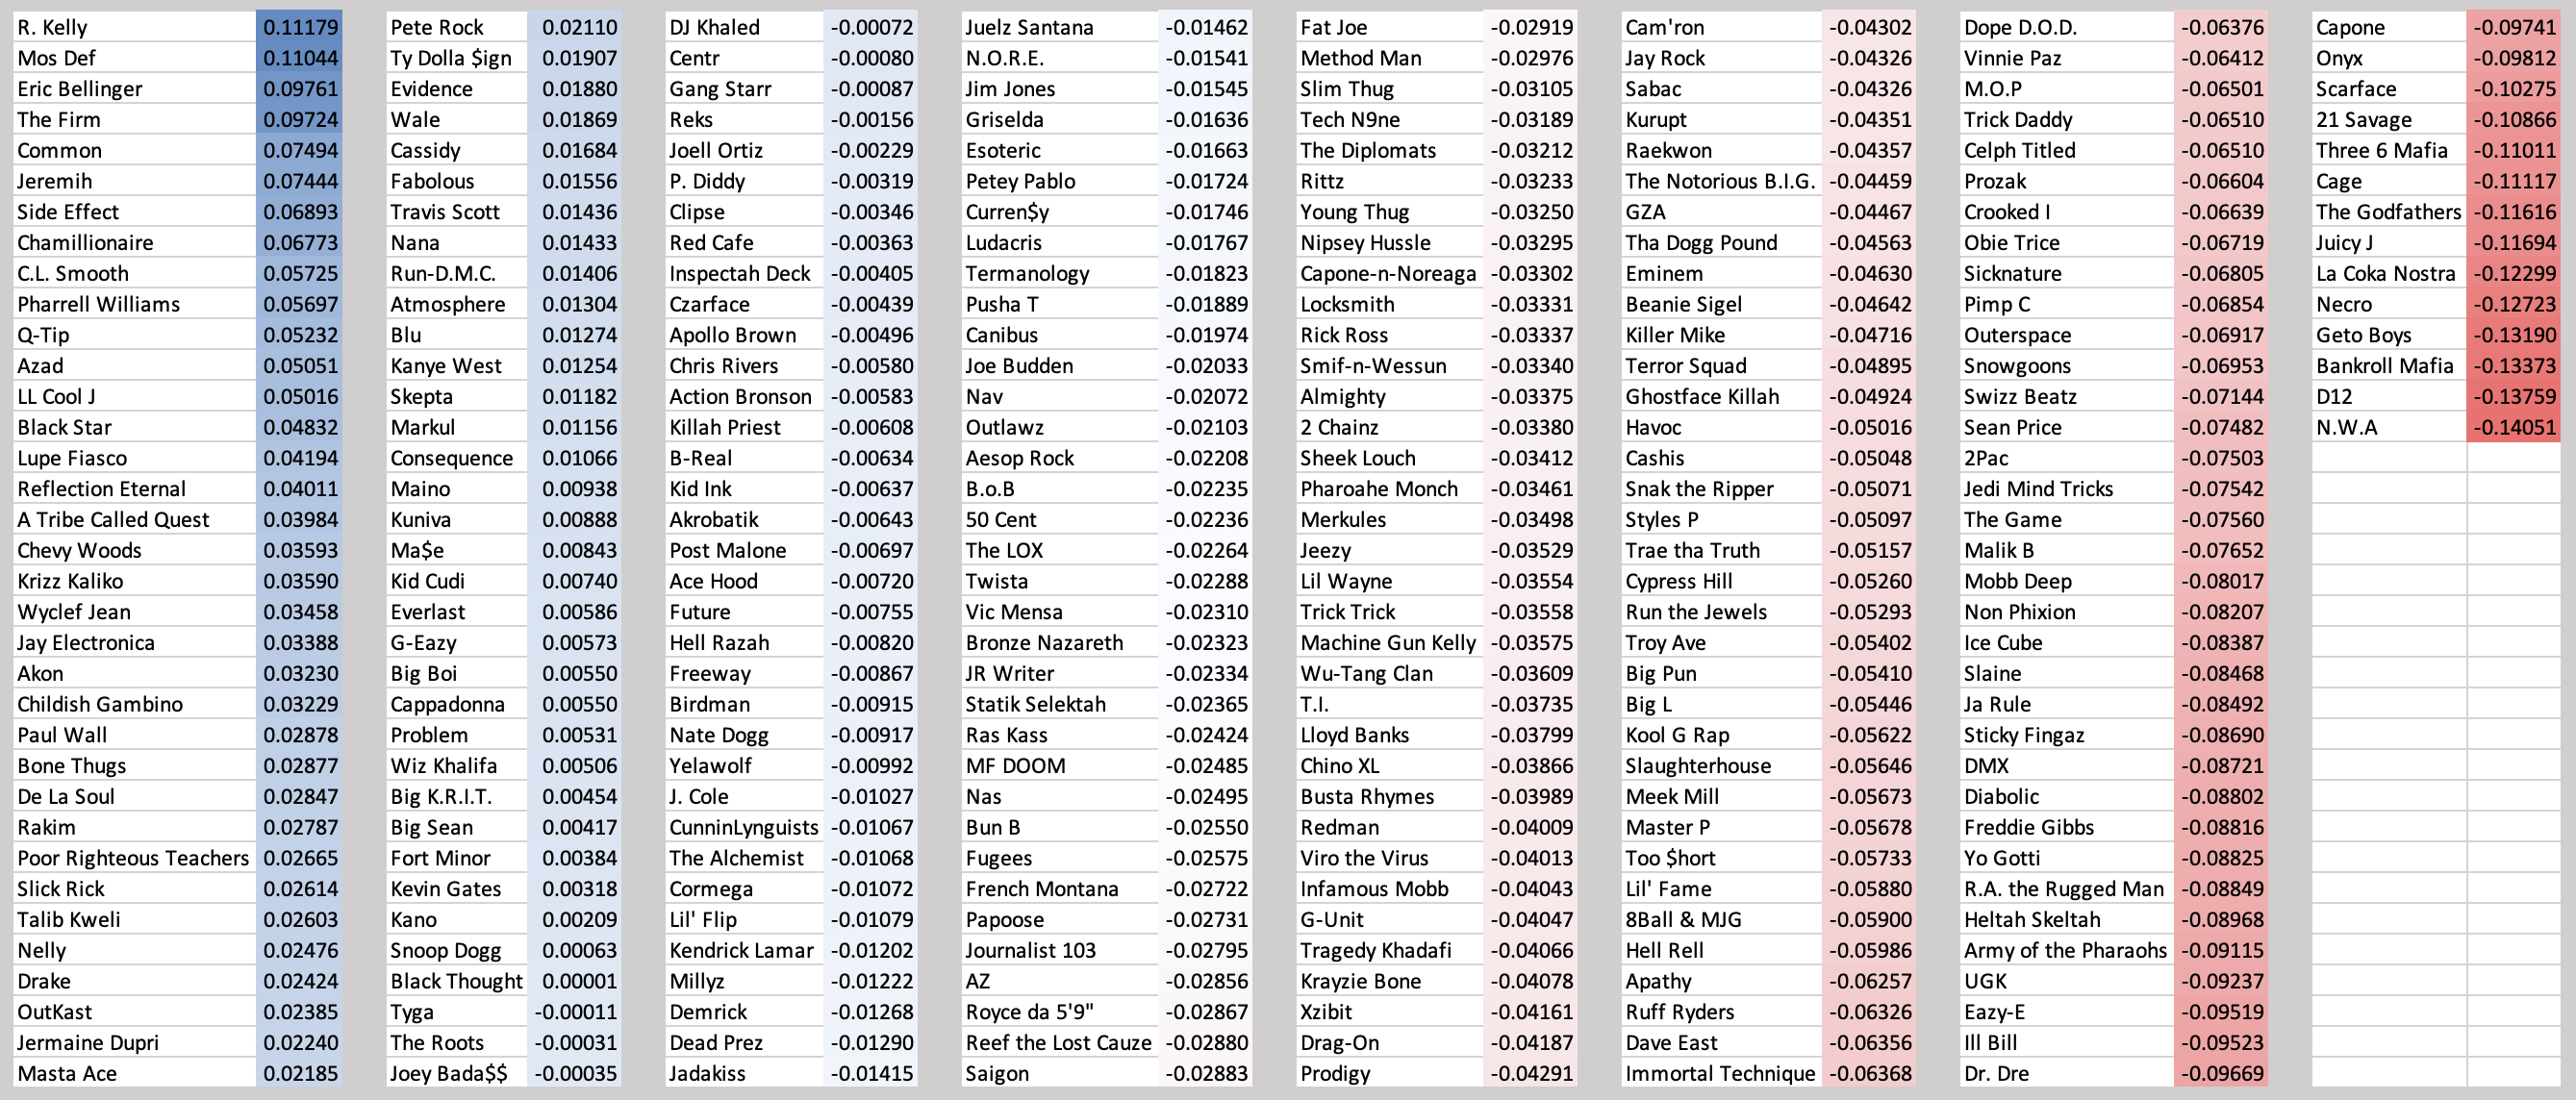 R. Kelly 0.11179
Mos Def 0.11044
Eric Bellinger 0.09761
The Firm 0.09724
Common 0.07494
Jeremih 0.07444
Side Effect 0.06893
Chamillionaire 0.06773
C.L. Smooth 0.05725
Pharrell Williams 0.05697
Q-Tip 0.05232
Azad 0.05051
LL Cool J 0.05016
Black Star 0.04832
Lupe Fiasco 0.04194
Reflection Eternal 0.04011
A Tribe Called Quest 0.03984
Chevy Woods 0.03593
Krizz Kaliko 0.03590
Wyclef Jean 0.03458
Jay Electronica 0.03388
Akon 0.03230
Childish Gambino 0.03229
Paul Wall 0.02878
Bone Thugs 0.02877
De La Soul 0.02847
Rakim 0.02787
Poor Righteous Teachers 0.02665
Slick Rick 0.02614
Talib Kweli 0.02603
Nelly 0.02476
Drake 0.02424
OutKast 0.02385
Jermaine Dupri 0.02240
Masta Ace 0.02185
Pete Rock 0.02110
Ty Dolla $ign 0.01907
Evidence 0.01880
Wale 0.01869
Cassidy 0.01684
Fabolous 0.01556
Travis Scott 0.01436
Nana 0.01433
Run-D.M.C. 0.01406
Atmosphere 0.01304
Blu 0.01274
Kanye West 0.01254
Skepta 0.01182
Markul 0.01156
Consequence 0.01066
Maino 0.00938
Kuniva 0.00888
Ma$e 0.00843
Kid Cudi 0.00740
Everlast 0.00586
G-Eazy 0.00573
Big Boi 0.00550
Cappadonna 0.00550
Problem 0.00531
Wiz Khalifa 0.00506
Big K.R.I.T. 0.00454
Big Sean 0.00417
Fort Minor 0.00384
Kevin Gates 0.00318
Kano 0.00209
Snoop Dogg 0.00063
Black Thought 0.00001
Tyga -0.00011
The Roots -0.00031
Joey Bada$$ -0.00035
DJ Khaled -0.00072
Centr -0.00080
Gang Starr -0.00087
Reks -0.00156
Joell Ortiz -0.00229
P. Diddy -0.00319
Clipse -0.00346
Red Cafe -0.00363
Inspectah Deck -0.00405
Czarface -0.00439
Apollo Brown -0.00496
Chris Rivers -0.00580
Action Bronson -0.00583
Killah Priest -0.00608
B-Real -0.00634
Kid Ink -0.00637
Akrobatik -0.00643
Post Malone -0.00697
Ace Hood -0.00720
Future -0.00755
Hell Razah -0.00820
Freeway -0.00867
Birdman -0.00915
Nate Dogg -0.00917
Yelawolf -0.00992
J. Cole -0.01027
CunninLynguists -0.01067
The Alchemist -0.01068
Cormega -0.01072
Lil' Flip -0.01079
Kendrick Lamar -0.01202
Millyz -0.01222
Demrick -0.01268
Dead Prez -0.01290
Jadakiss -0.01415
Juelz Santana -0.01462
N.O.R.E. -0.01541
Jim Jones -0.01545
Griselda -0.01636
Esoteric -0.01663
Petey Pablo -0.01724
Curren$y -0.01746
Ludacris -0.01767
Termanology -0.01823
Pusha T -0.01889
Canibus -0.01974
Joe Budden -0.02033
Nav -0.02072
Outlawz -0.02103
Aesop Rock -0.02208
B.o.B -0.02235
50 Cent -0.02236
The LOX -0.02264
Twista -0.02288
Vic Mensa -0.02310
Bronze Nazareth -0.02323
JR Writer -0.02334
Statik Selektah -0.02365
Ras Kass -0.02424
MF DOOM -0.02485
Nas -0.02495
Bun B -0.02550
Fugees -0.02575
French Montana -0.02722
Papoose -0.02731
Journalist 103 -0.02795
AZ -0.02856
Royce da 5'9" -0.02867
Reef the Lost Cauze -0.02880
Saigon -0.02883
Fat Joe -0.02919
Method Man -0.02976
Slim Thug -0.03105
Tech N9ne -0.03189
The Diplomats -0.03212
Rittz -0.03233
Young Thug -0.03250
Nipsey Hussle -0.03295
Capone-n-Noreaga -0.03302
Locksmith -0.03331
Rick Ross -0.03337
Smif-n-Wessun -0.03340
Almighty -0.03375
2 Chainz -0.03380
Sheek Louch -0.03412
Pharoahe Monch -0.03461
Merkules -0.03498
Jeezy -0.03529
Lil Wayne -0.03554
Trick Trick -0.03558
Machine Gun Kelly -0.03575
Wu-Tang Clan -0.03609
T.I. -0.03735
Lloyd Banks -0.03799
Chino XL -0.03866
Busta Rhymes -0.03989
Redman -0.04009
Viro the Virus -0.04013
Infamous Mobb -0.04043
G-Unit -0.04047
Tragedy Khadafi -0.04066
Krayzie Bone -0.04078
Xzibit -0.04161
Drag-On -0.04187
Prodigy -0.04291
Cam'ron -0.04302
Jay Rock -0.04326
Sabac -0.04326
Kurupt -0.04351
Raekwon -0.04357
The Notorious B.I.G. -0.04459
GZA -0.04467
Tha Dogg Pound -0.04563
Eminem -0.04630
Beanie Sigel -0.04642
Killer Mike -0.04716
Terror Squad -0.04895
Ghostface Killah -0.04924
Havoc -0.05016
Cashis -0.05048
Snak the Ripper -0.05071
Styles P -0.05097
Trae tha Truth -0.05157
Cypress Hill -0.05260
Run the Jewels -0.05293
Troy Ave -0.05402
Big Pun -0.05410
Big L -0.05446
Kool G Rap -0.05622
Slaughterhouse -0.05646
Meek Mill -0.05673
Master P -0.05678
Too $hort -0.05733
Lil' Fame -0.05880
8Ball & MJG -0.05900
Hell Rell -0.05986
Apathy -0.06257
Ruff Ryders -0.06326
Dave East -0.06356
Immortal Technique -0.06368
Dope D.O.D. -0.06376
Vinnie Paz -0.06412
M.O.P -0.06501
Trick Daddy -0.06510
Celph Titled -0.06510
Prozak -0.06604
Crooked I -0.06639
Obie Trice -0.06719
Sicknature -0.06805
Pimp C -0.06854
Outerspace -0.06917
Snowgoons -0.06953
Swizz Beatz -0.07144
Sean Price -0.07482
2Pac -0.07503
Jedi Mind Tricks -0.07542
The Game -0.07560
Malik B -0.07652
Mobb Deep -0.08017
Non Phixion -0.08207
Ice Cube -0.08387
Slaine -0.08468
Ja Rule -0.08492
Sticky Fingaz -0.08690
DMX -0.08721
Diabolic -0.08802
Freddie Gibbs -0.08816
Yo Gotti -0.08825
R.A. the Rugged Man -0.08849
Heltah Skeltah -0.08968
Army of the Pharaohs -0.09115
UGK -0.09237
Eazy-E -0.09519
Ill Bill -0.09523
Dr. Dre -0.09669
Capone -0.09741
Onyx -0.09812
Scarface -0.10275
21 Savage -0.10866
Three 6 Mafia -0.11011
Cage -0.11117
The Godfathers -0.11616
Juicy J -0.11694
La Coka Nostra -0.12299
Necro -0.12723
Geto Boys -0.13190
Bankroll Mafia -0.13373
D12 -0.13759
N.W.A -0.14051